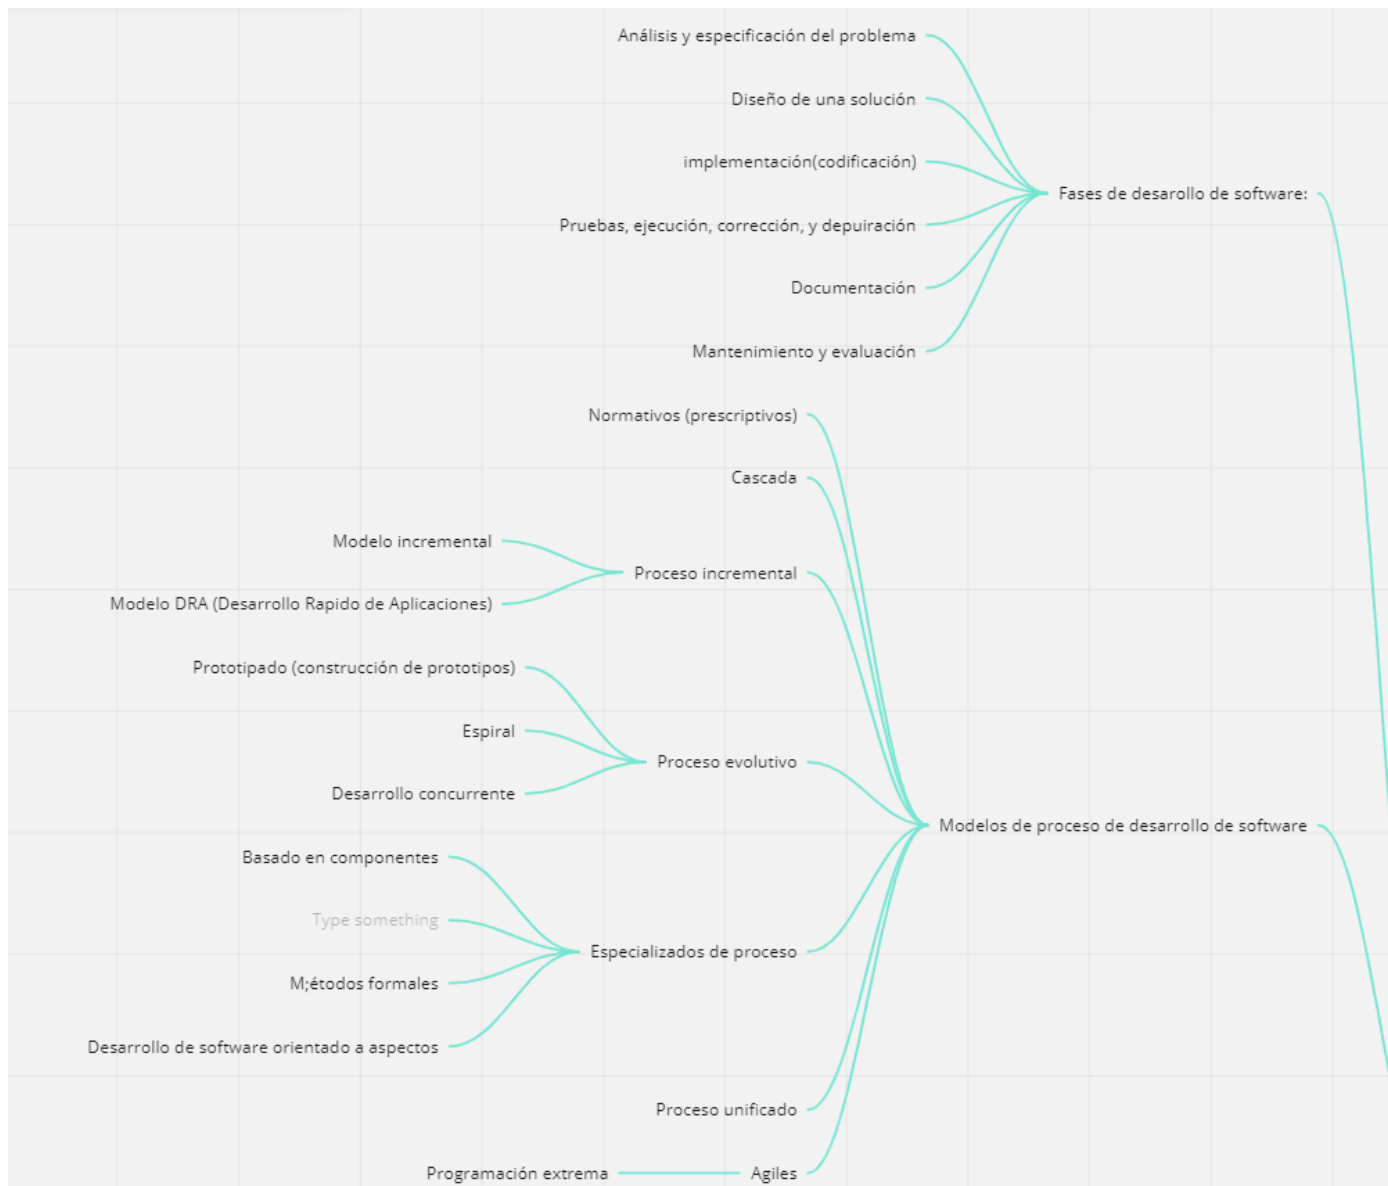 Análisis y especificación del problema
Diseño de una solución
implementación(codificación)
Fases de desarollo de software:
Pruebas, ejecución, corrección, y depuiración
Documentación
Mantenimiento y evaluación
Normativos (prescriptivos)
Cascada
Modelo incremental
Proceso incremental
Modelo DRA (Desarrollo Rapido de Aplicaciones)
Prototipado (construcción de prototipos)
Espiral
Proceso evolutivo
Desarrollo concurrente
Modelos de proceso de desarrollo de software
Basado en componentes
Type something
Especializados de proceso
M;étodos formales
Desarrollo de software orientado a aspectos
Proceso unificado
Programación extrema
Agiles